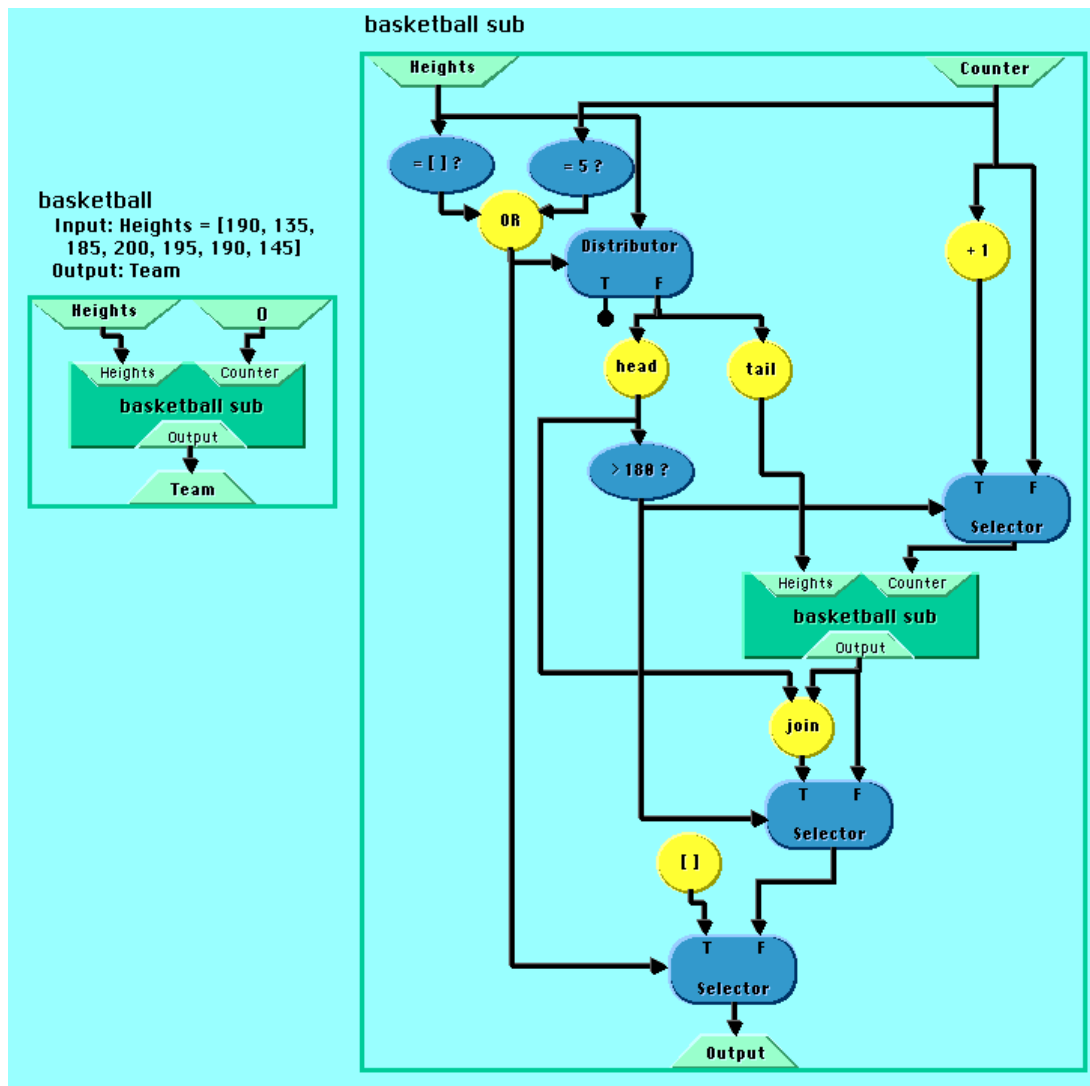 basketball sub
Heights
Counter
= [ ] ?
= 5 ?
OR
Distributor
T F
+ 1
head
tail
> 180 ?
T F
Selector
Heights
Counter
basketball sub
Output
join
T F
Selector
[ ]
T F
Selector
Output
basketball
Input: Heights = [190, 135,
185, 200, 195, 190, 145]
Output: Team
Heights
0
Heights
Counter
basketball sub
Output
Team